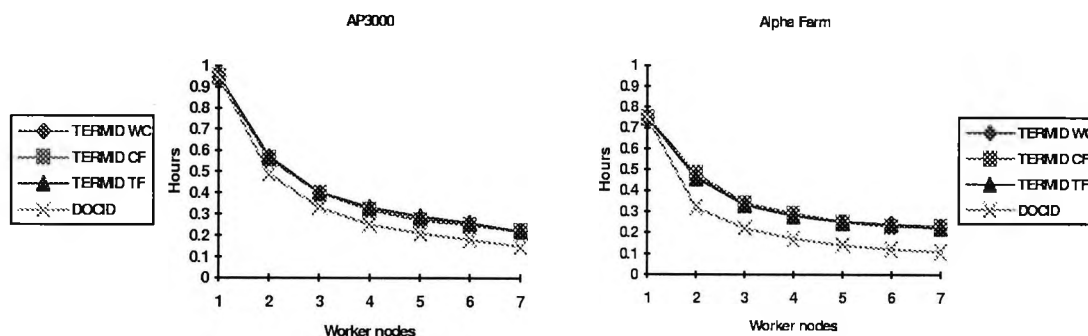 AP3000
1
0.9
0.8
0.7
0.6
0.5
0.4
0.3
0.2
0.1
0
Hours
1 2 3 4 5 6 7
Worker nodes
TERMID WC
TERMID CF
TERMID TF
DOCID
Alpha Farm
1
0.9
0.8
0.7
0.6
0.5
0.4
0.3
0.2
0.1
0
Hours
1 2 3 4 5 6 7
Worker nodes
TERMID WC
TERMID CF
TERMID TF
DOCID